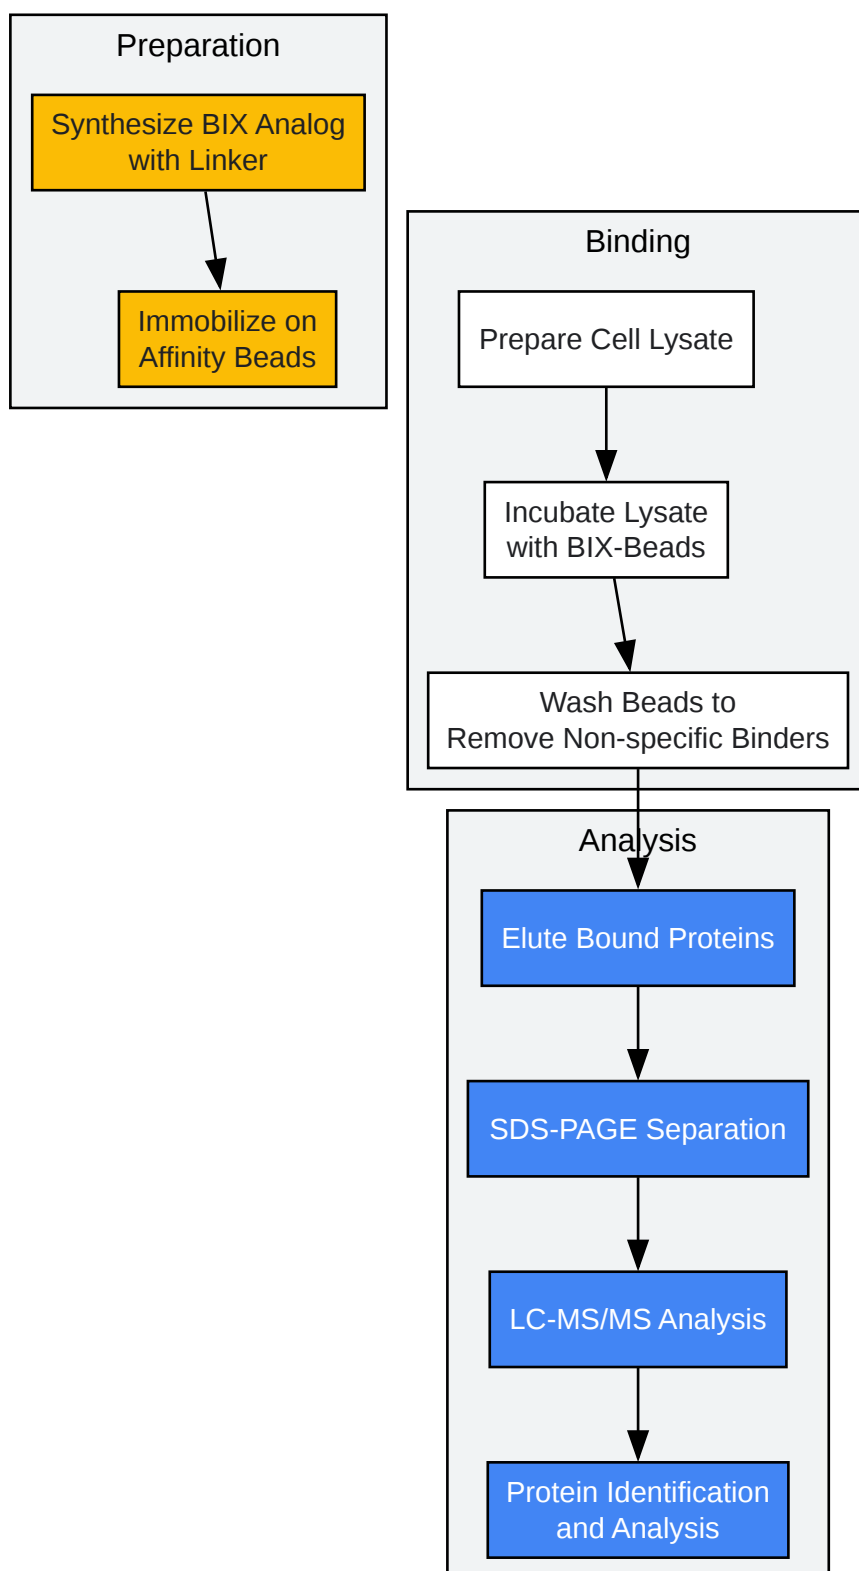 Preparation
Synthesize BIX Analog
with Linker
Immobilize on
Affinity Beads
Binding
Prepare Cell Lysate
Incubate Lysate
with BIX-Beads
Wash Beads to
Remove Non-specific Binders
Analysis
Elute Bound Proteins
SDS-PAGE Separation
LC-MS/MS Analysis
Protein Identification
and Analysis